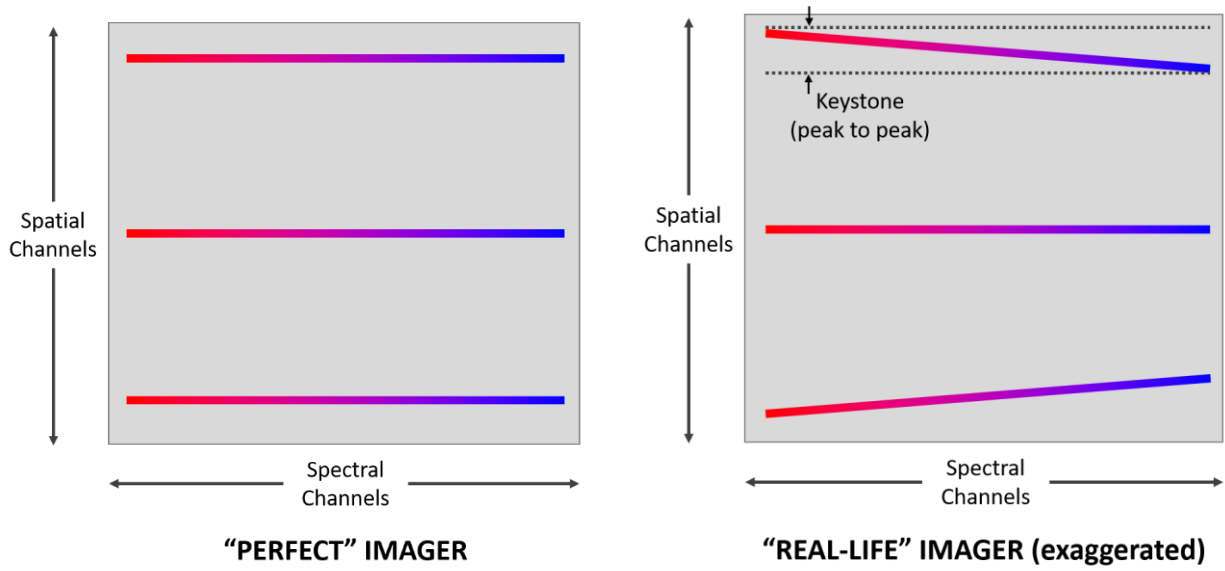 Spatial
Channels
Spectral
Channels
“PERFECT” IMAGER
Keystone
(peak to peak)
Spatial
Channels
Spectral
Channels
“REAL-LIFE” IMAGER (exaggerated)